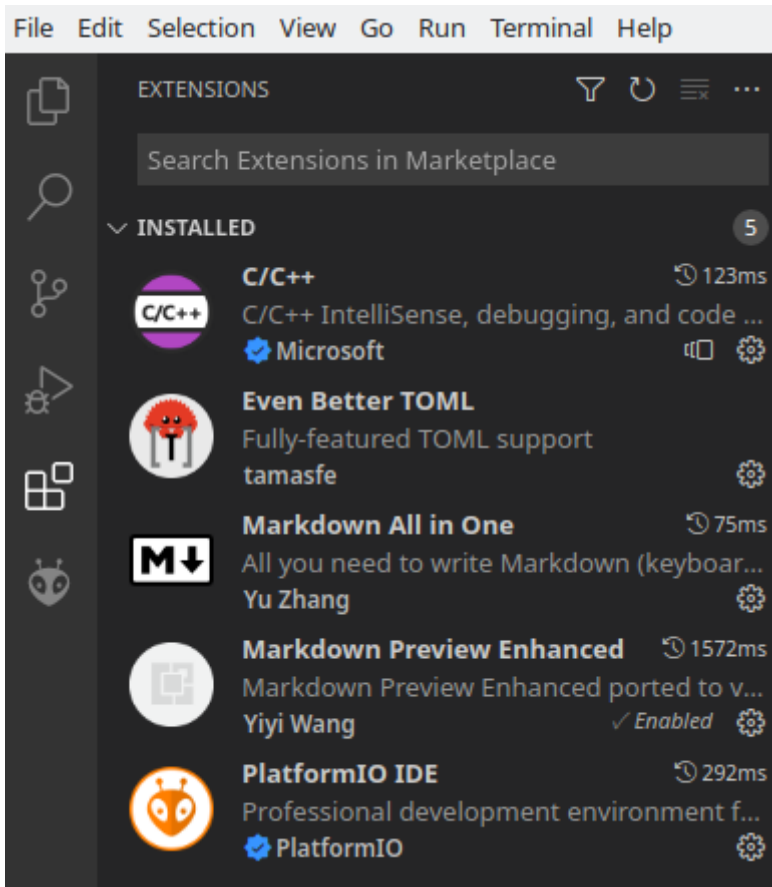 File Edit Selection View Go Run Terminal Help
EXTENSIONS
Search Extensions in Marketplace
INSTALLED 5
C/C++ 123ms
C/C++
C/C++ IntelliSense, debugging, and code ...
Microsoft
Even Better TOML
[T]
Fully-featured TOML support
tamasfe
Markdown All in One 75ms
M
All you need to write Markdown (keyboar...
Yu Zhang
Markdown Preview Enhanced 1572ms
Markdown Preview Enhanced ported to v...
Yiyi Wang ✓ Enabled
PlatformIO IDE 292ms
Professional development environment f...
PlatformIO